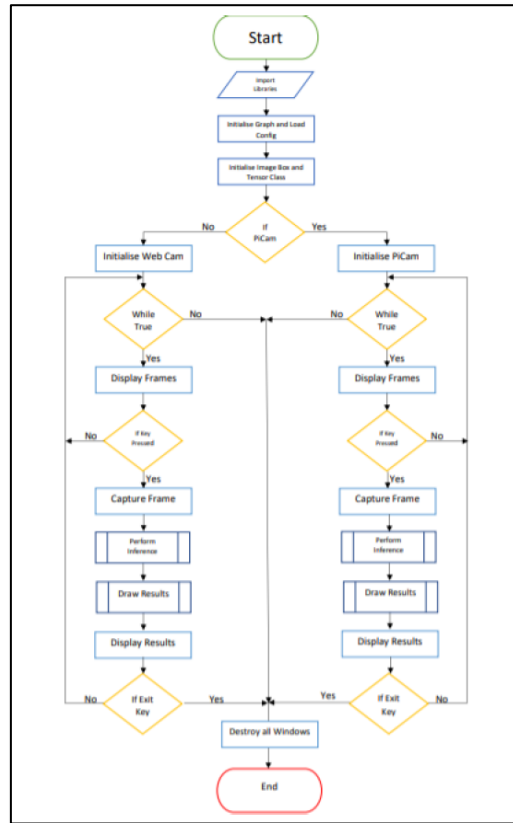 Start
Import
Libraries
Initialise Graph and Load
Config
Initialise Image Box and
Tensor Class
If
PiCam
No
Yes
Initialise Web Cam
While
True
No
Yes
Display Frames
If Key
Pressed
No
Yes
Capture Frame
Perform
Inference
Draw Results
Display Results
If Exit
Key
No
Yes
Initialise PiCam
While
True
No
Yes
Display Frames
If Key
Pressed
No
Yes
Capture Frame
Perform
Inference
Draw Results
Display Results
If Exit
Key
Yes
No
Destroy all Windows
End